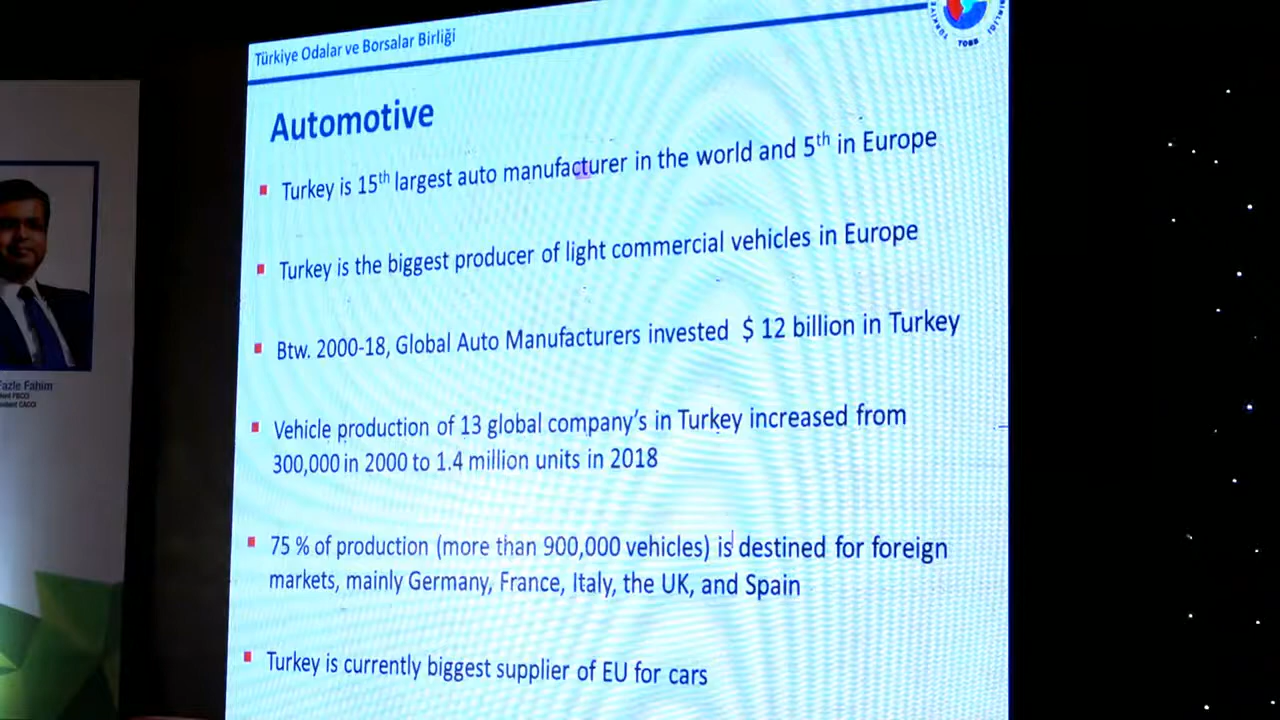 Türkiye Odalar ve Borsalar Birliği
TOBB
Automotive
Turkey is 15th largest auto manufacturer in the world and 5th in Europe
Turkey is the biggest producer of light commercial vehicles in Europe
Btw. 2000-18, Global Auto Manufacturers invested $ 12 billion in Turkey
Vehicle production of 13 global company's in Turkey increased from
300,000 in 2000 to 1.4 million units in 2018
75 % of production (more than 900,000 vehicles) is destined for foreign
markets, mainly Germany, France, Italy, the UK, and Spain
Turkey is currently biggest supplier of EU for cars
Fazle Fahim
FBCCI
CACCI